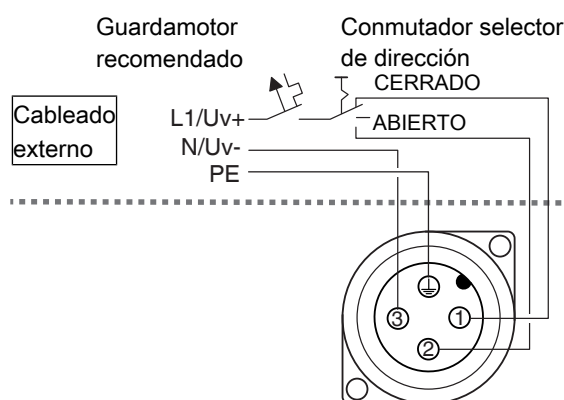 Guardamotor
recomendado
Conmutador selector
de dirección
CERRADO
Cableado
externo
L1/Uv+
ABIERTO
N/Uv-
PE
3
1
2